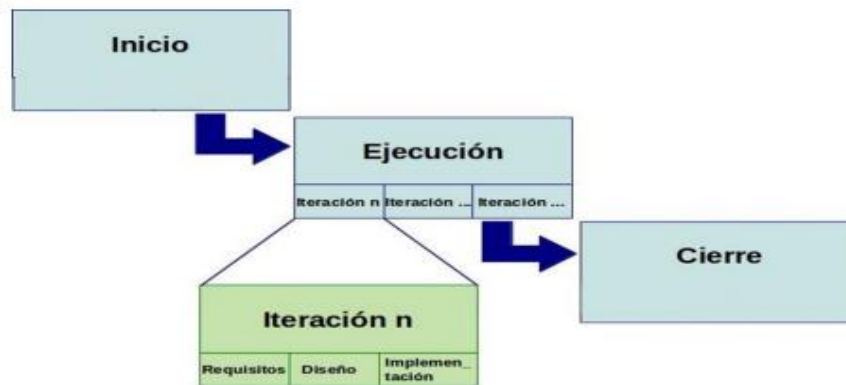 Inicio
Ejecución
Iteración n
Iteración ...
Iteración ...
Cierre
Iteración n
Requisitos
Diseño
Implemen_
tación